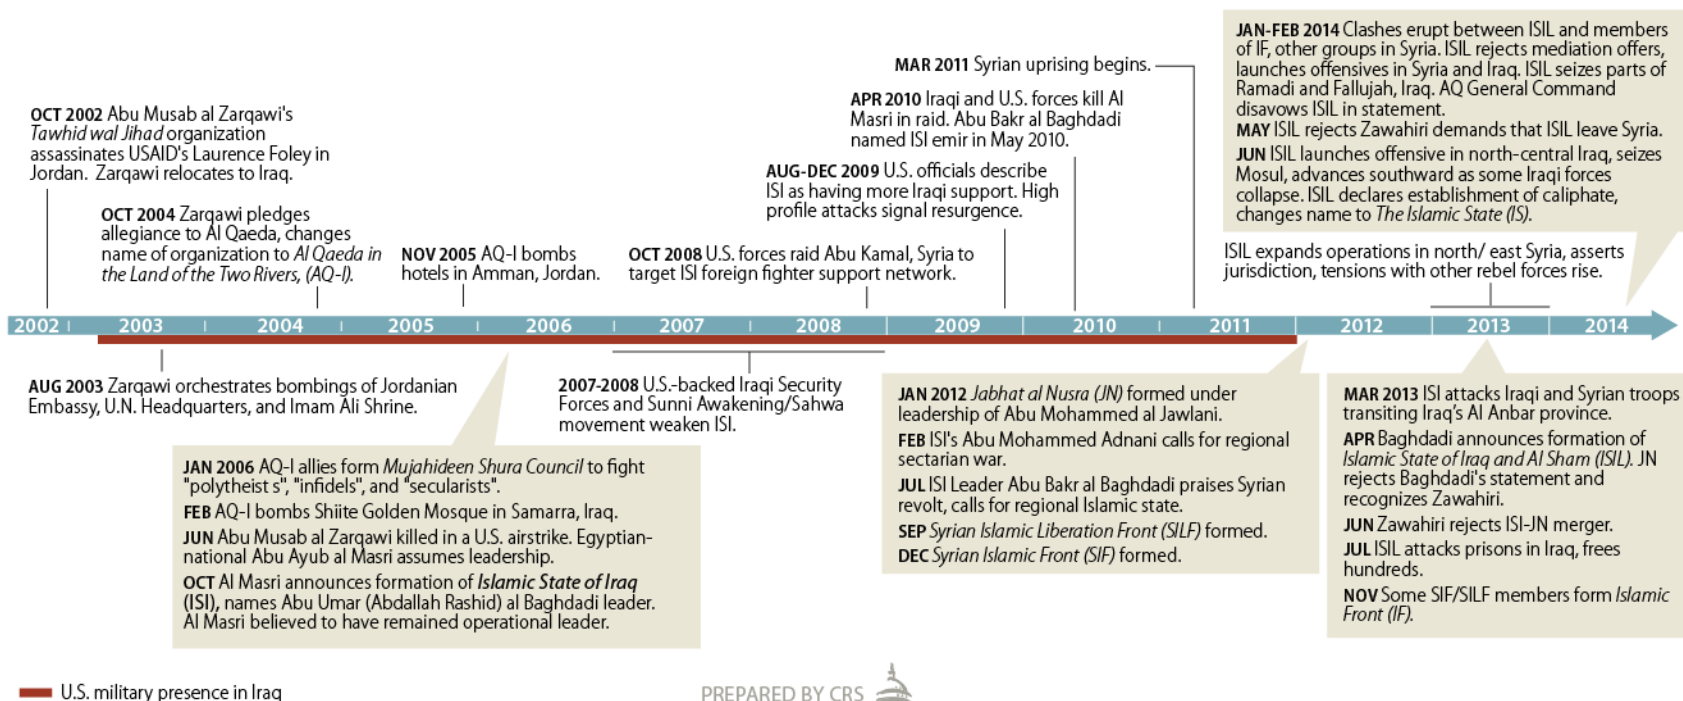 OCT 2002 Abu Musab al Zarqawi's
Tawhid wal Jihad organization
assassinates USAID's Laurence Foley in
Jordan.  Zarqawi relocates to Iraq.
OCT 2004 Zarqawi pledges
allegiance to Al Qaeda, changes
name of organization to Al Qaeda in
the Land of the Two Rivers, (AQ-I).
NOV 2005 AQ-I bombs
hotels in Amman, Jordan.
OCT 2008 U.S. forces raid Abu Kamal, Syria to
target ISI foreign fighter support network.
AUG-DEC 2009 U.S. officials describe
ISI as having more Iraqi support. High
profile attacks signal resurgence.
APR 2010 Iraqi and U.S. forces kill Al
Masri in raid. Abu Bakr al Baghdadi
named ISI emir in May 2010.
MAR 2011 Syrian uprising begins.
JAN-FEB 2014 Clashes erupt between ISIL and members
of IF, other groups in Syria. ISIL rejects mediation offers,
launches offensives in Syria and Iraq. ISIL seizes parts of
Ramadi and Fallujah, Iraq. AQ General Command
disavows ISIL in statement.
MAY ISIL rejects Zawahiri demands that ISIL leave Syria.
JUN ISIL launches offensive in north-central Iraq, seizes
Mosul, advances southward as some Iraqi forces
collapse. ISIL declares establishment of caliphate,
changes name to The Islamic State (IS).
ISIL expands operations in north/ east Syria, asserts
jurisdiction, tensions with other rebel forces rise.
2002 2003 2004 2005 2006 2007 2008 2009 2010 2011 2012 2013 2014
AUG 2003 Zarqawi orchestrates bombings of Jordanian
Embassy, U.N. Headquarters, and Imam Ali Shrine.
JAN 2006 AQ-I allies form Mujahideen Shura Council to fight
"polytheist s", "infidels", and "secularists".
FEB AQ-I bombs Shiite Golden Mosque in Samarra, Iraq.
JUN Abu Musab al Zarqawi killed in a U.S. airstrike. Egyptian-
national Abu Ayub al Masri assumes leadership.
OCT Al Masri announces formation of Islamic State of Iraq
(ISI), names Abu Umar (Abdallah Rashid) al Baghdadi leader.
Al Masri believed to have remained operational leader.
2007-2008 U.S.-backed Iraqi Security
Forces and Sunni Awakening/Sahwa
movement weaken ISI.
JAN 2012 Jabhat al Nusra (JN) formed under
leadership of Abu Mohammed al Jawlani.
FEB ISI's Abu Mohammed Adnani calls for regional
sectarian war.
JUL ISI Leader Abu Bakr al Baghdadi praises Syrian
revolt, calls for regional Islamic state.
SEP Syrian Islamic Liberation Front (SILF) formed.
DEC Syrian Islamic Front (SIF) formed.
MAR 2013 ISI attacks Iraqi and Syrian troops
transiting Iraq's Al Anbar province.
APR Baghdadi announces formation of
Islamic State of Iraq and Al Sham (ISIL). JN
rejects Baghdadi's statement and
recognizes Zawahiri.
JUN Zawahiri rejects ISI-JN merger.
JUL ISIL attacks prisons in Iraq, frees
hundreds.
NOV Some SIF/SILF members form Islamic
Front (IF).
U.S. military presence in Iraq
PREPARED BY CRS